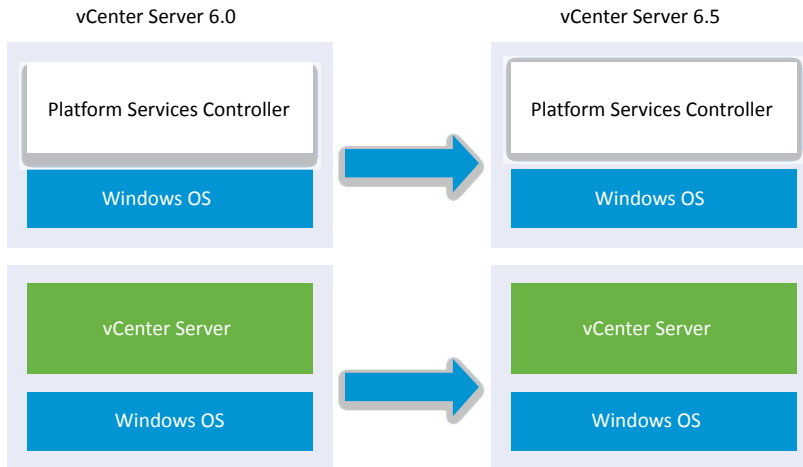 vCenter Server 6.0
vCenter Server 6.5
Platform Services Controller
Platform Services Controller
Windows OS
Windows OS
vCenter Server
vCenter Server
Windows OS
Windows OS